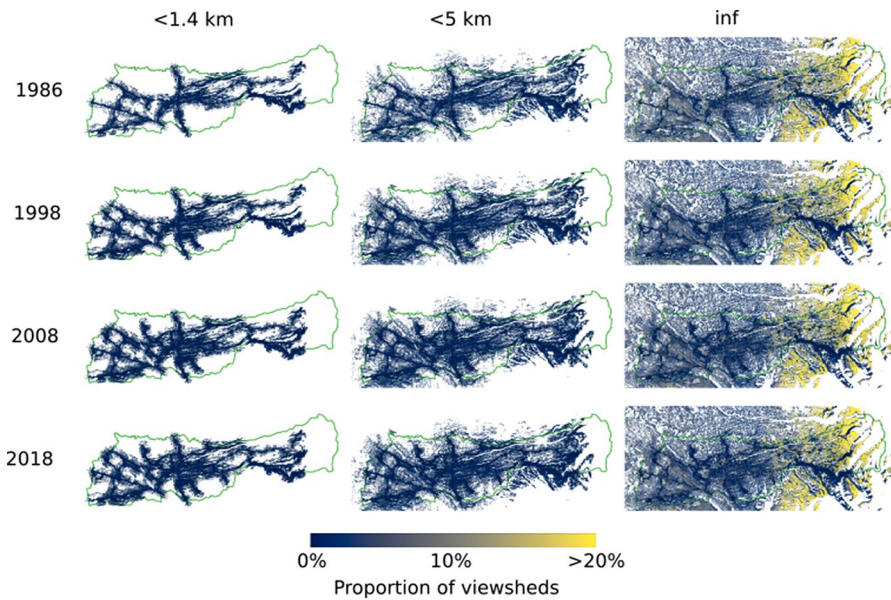 <1.4 km <5 km inf
1986
1998
2008
2018
0% 10% >20%
Proportion of viewsheds